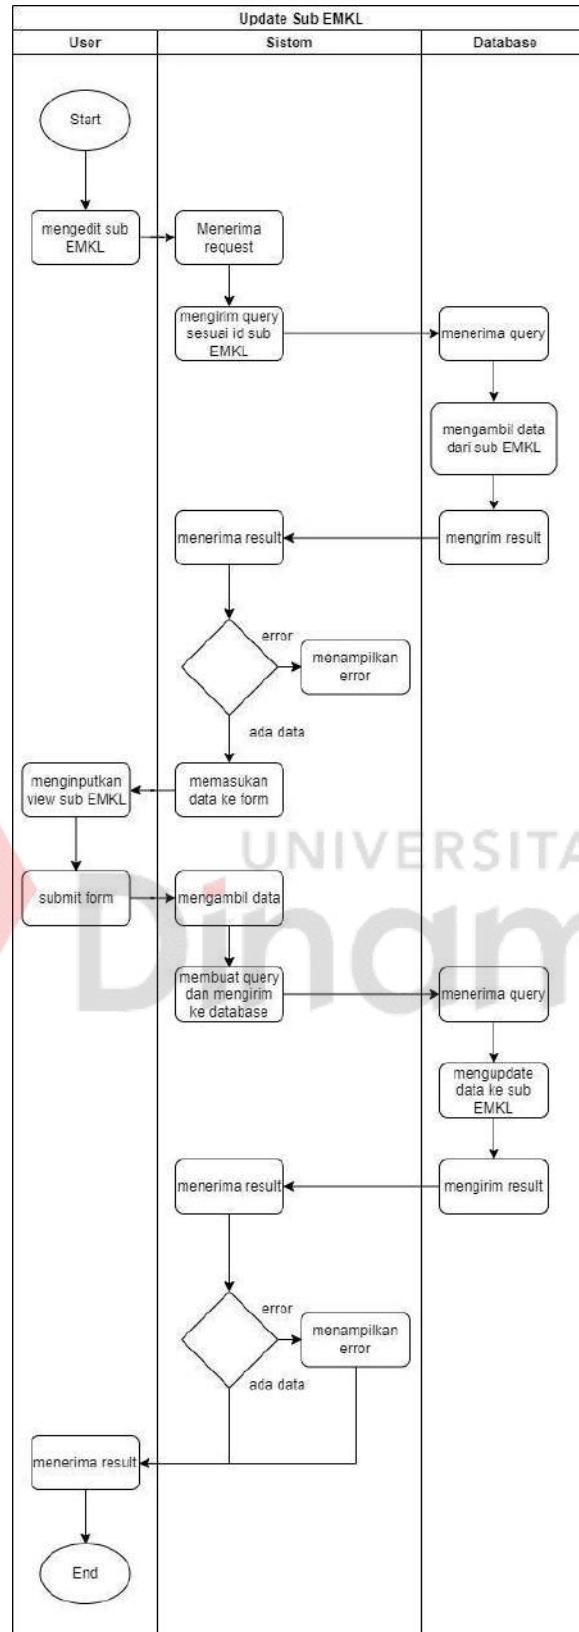 Update Sub EMKL
User
Sistem
Database
Start
mengedit sub
EMKL
Menerima
request
mengirim query
sesuai id sub
EMKL
menerima query
mengambil data
dari sub EMKL
menerima result
mengrim result
error
menampilkan
error
ada data
menginputkan
view sub EMKL
memasukan
data ke form
UNIVERSITA
submit form
mengambil data
Dinam
membuat query
dan mengirim
ke database
menerima query
mengupdate
data ke sub
EMKL
menerima result
mengirim result
error
menampilkan
error
ada data
menerima result
End